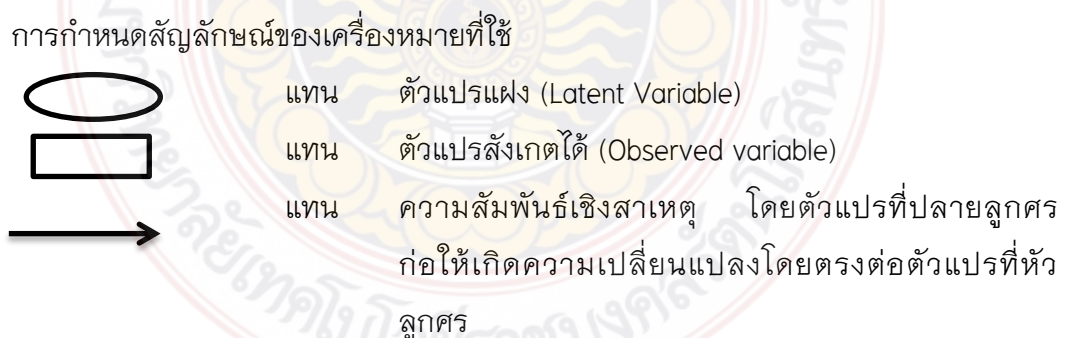 การกำหนดสัญลักษณ์ของเครื่องหมายที่ใช้
แทน ตัวแปรแฝง (Latent Variable)
แทน ตัวแปรสังเกตได้ (Observed variable)
แทน ความสัมพันธ์เชิงสาเหตุ โดยตัวแปรที่ปลายลูกศร
ก่อให้เกิดความเปลี่ยนแปลงโดยตรงต่อตัวแปรที่หัว
ลูกศร